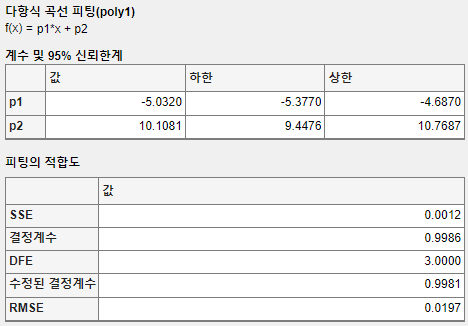 다항식 곡선 피팅(poly1)
f(x) = p1*x + p2
계수 및 95% 신뢰한계
값 하한 상한
p1 -5.0320 -5.3770 -4.6870
p2 10.1081 9.4476 10.7687
피팅의 적합도
값
SSE 0.0012
결정계수 0.9986
DFE 3.0000
수정된 결정계수 0.9981
RMSE 0.0197